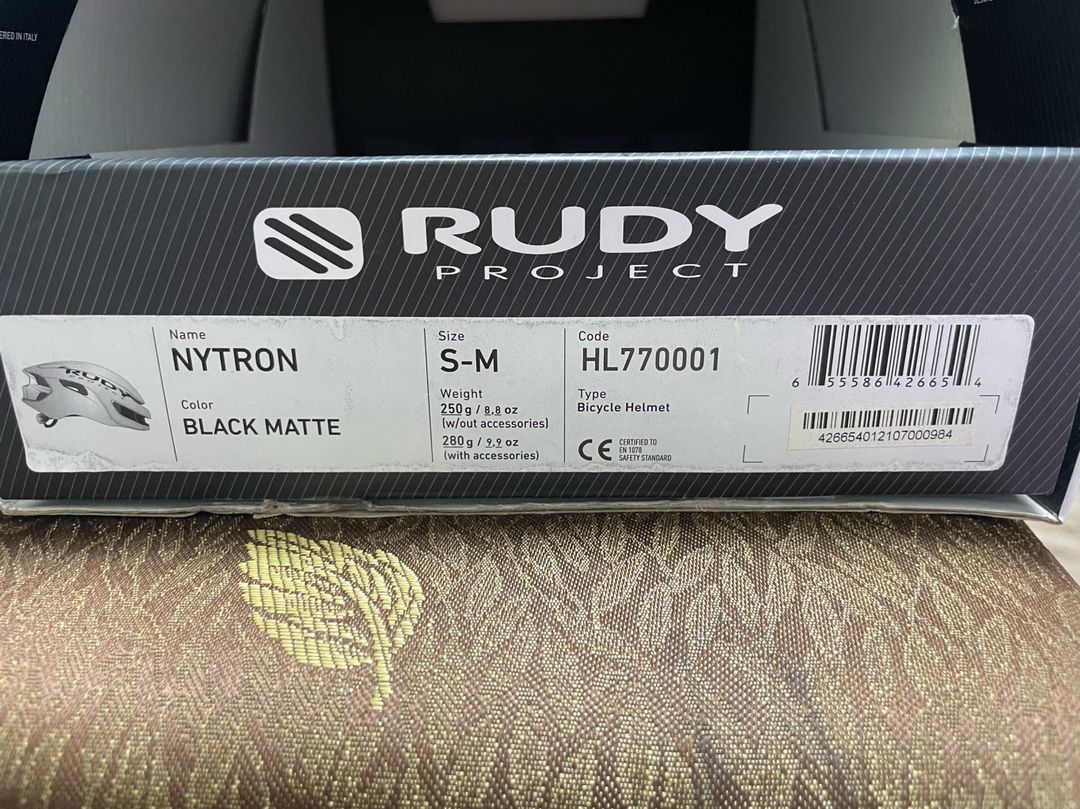 ERED IN ITALY
RUDY
PROJECT
Name
NYTRON
Color
BLACK MATTE
RUDY
Size
S-M
Weight
250g / 8,8 oz
(w/out accessories)
280g / 9,9 oz
(with accessories)
Code
HL770001
Type
Bicycle Helmet
CE CERTIFIED TO
EN 1078
SAFETY STANDARD
6 55586 42665 4
426654012107000984